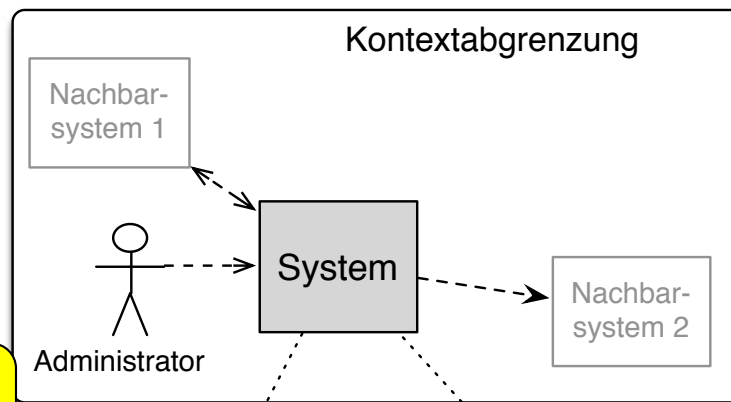 Kontextabgrenzung
Nachbar-
system 1
System
Nachbar-
system 2
Administrator